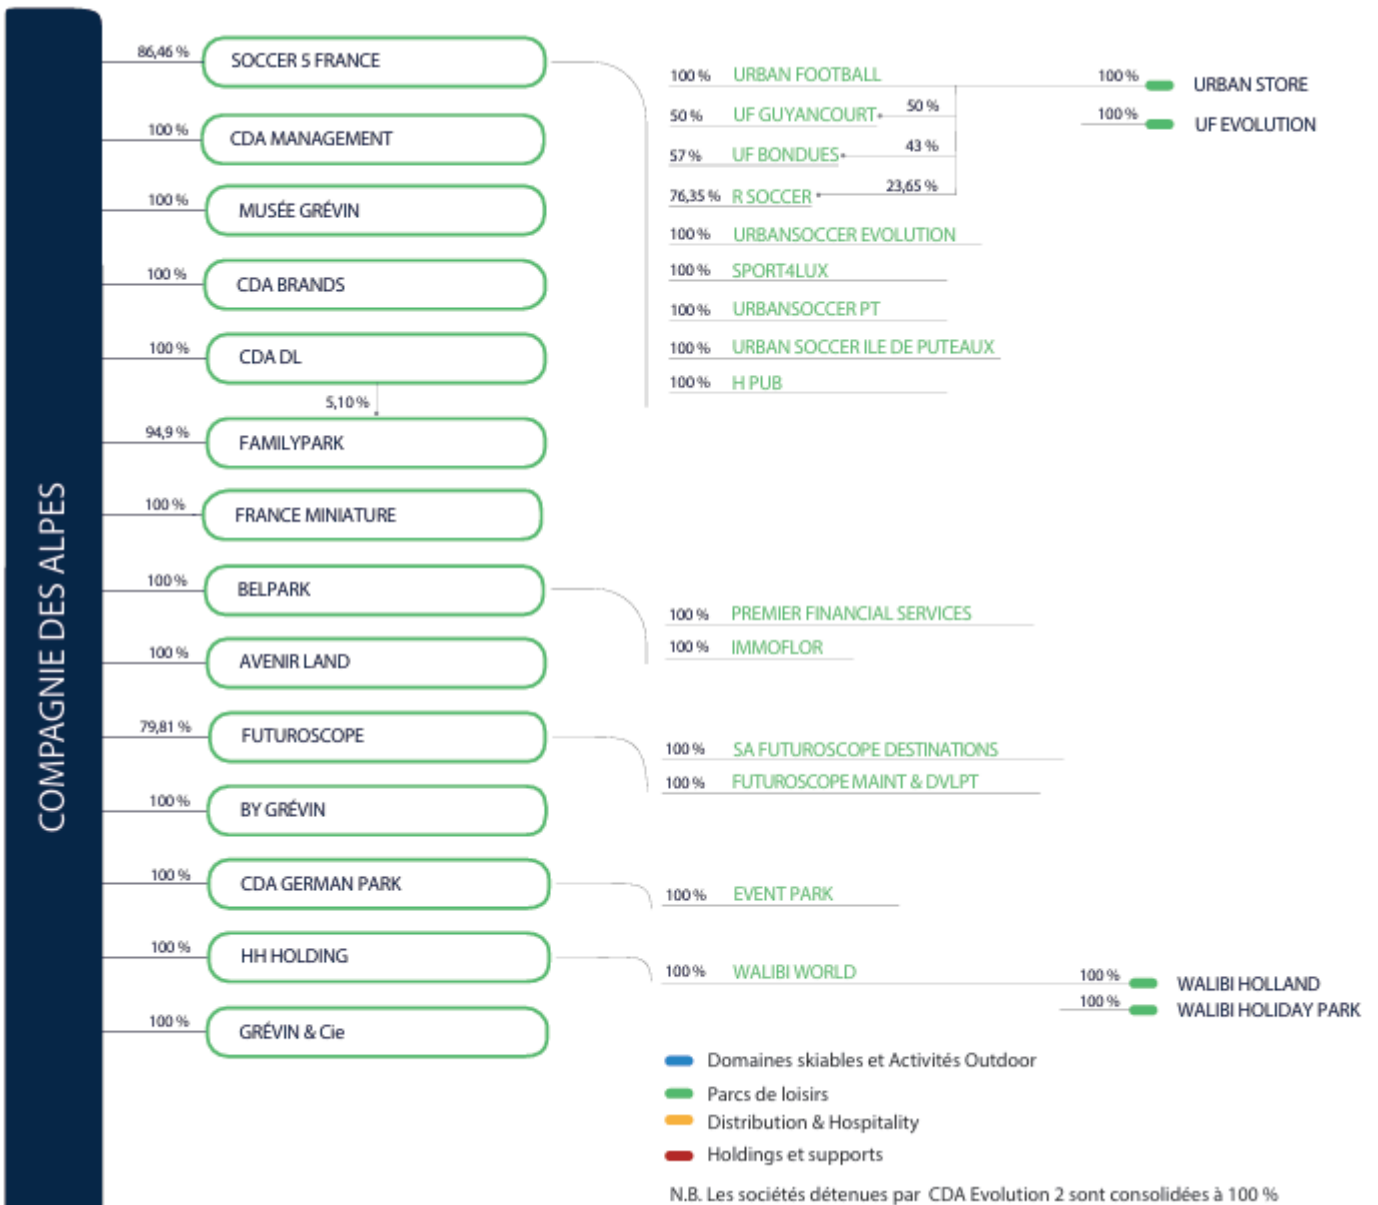 COMPAGNIE DES ALPES
86,46 % SOCCER 5 FRANCE
100 % CDA MANAGEMENT
100 % MUSÉE GRÉVIN
100 % CDA BRANDS
100 % CDA DL
5,10 %
94,9 % FAMILYPARK
100 % FRANCE MINIATURE
100 % BELPARK
100 % AVENIR LAND
79,81 % FUTUROSCOPE
100 % BY GRÉVIN
100 % CDA GERMAN PARK
100 % HH HOLDING
100 % GRÉVIN & Cie
100 % URBAN FOOTBALL
50 % UF GUYANCOURT 50 %
57 % UF BONDUES 43 %
76,35 % R SOCCER 23,65 %
100 % URBANSOCCER EVOLUTION
100 % SPORT4LUX
100 % URBANSOCCER PT
100 % URBAN SOCCER ILE DE PUTEAUX
100 % H PUB
100 % URBAN STORE
100 % UF EVOLUTION
100 % PREMIER FINANCIAL SERVICES
100 % IMMOFLOR
100 % SA FUTUROSCOPE DESTINATIONS
100 % FUTUROSCOPE MAINT & DVLPT
100 % EVENT PARK
100 % WALIBI WORLD
100 % WALIBI HOLLAND
100 % WALIBI HOLIDAY PARK
Domaines skiables et Activités Outdoor
Parcs de loisirs
Distribution & Hospitality
Holdings et supports
N.B. Les sociétés détenues par CDA Evolution 2 sont consolidées à 100 %